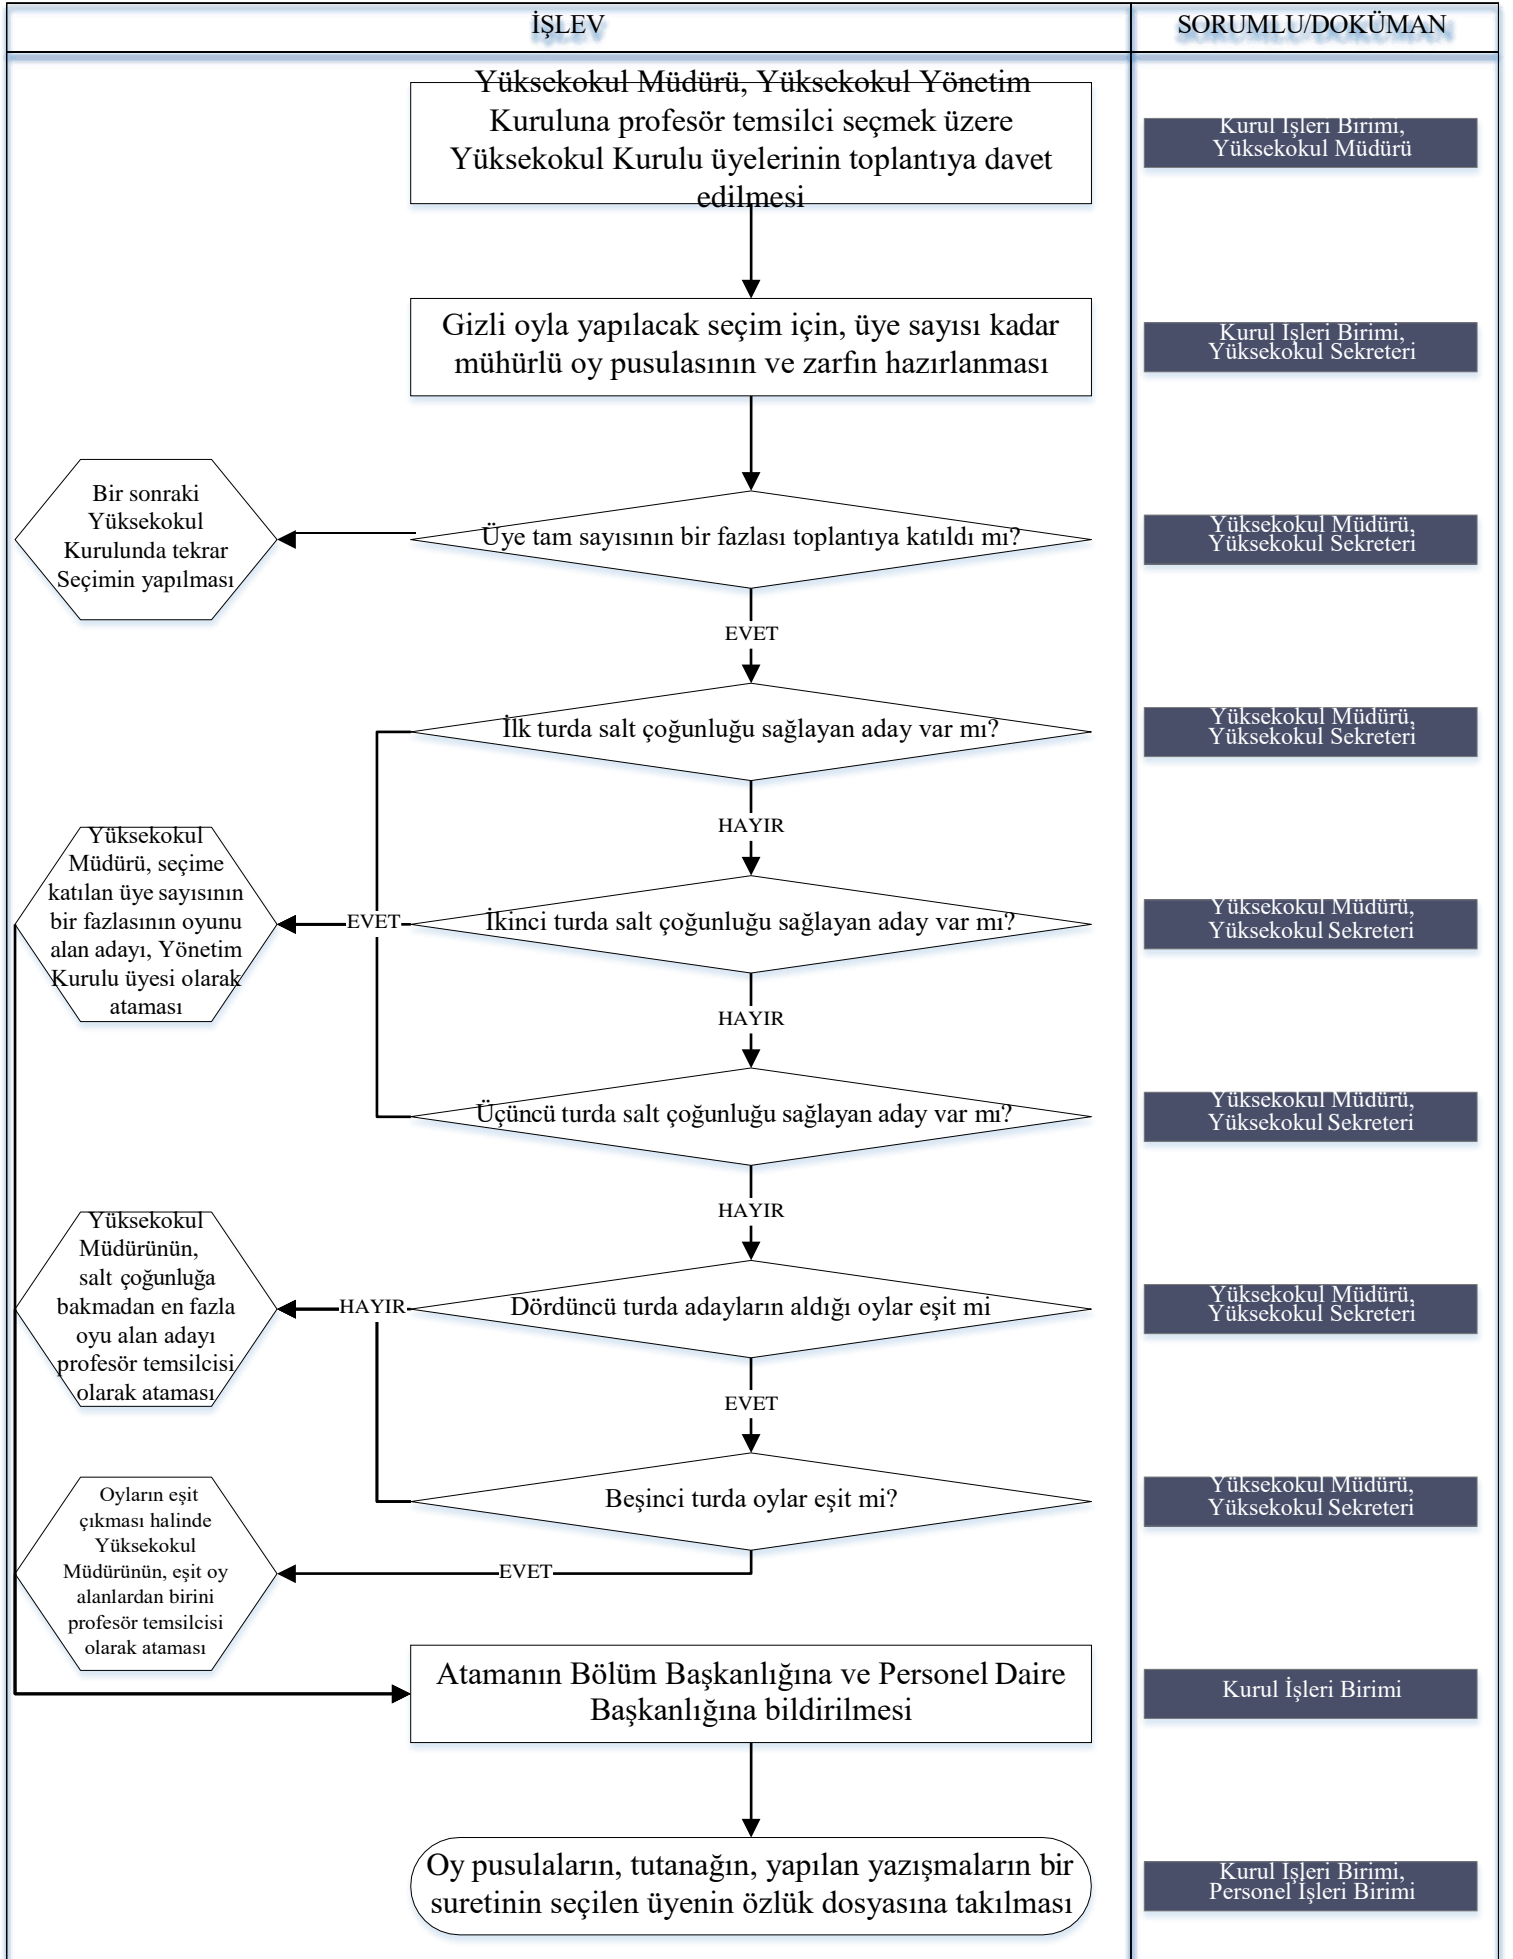 İŞLEV
SORUMLU/DOKÜMAN
Yüksekokul Müdürü, Yüksekokul Yönetim
Kuruluna profesör temsilci seçmek üzere
Yüksekokul Kurulu üyelerinin toplantıya davet
edilmesi
Kurul İşleri Birimi,
Yüksekokul Müdürü
Gizli oyla yapılacak seçim için, üye sayısı kadar
mühürlü oy pusulasının ve zarfın hazırlanması
Kurul İşleri Birimi,
Yüksekokul Sekreteri
Bir sonraki
Yüksekokul
Kurulunda tekrar
Seçimin yapılması
Üye tam sayısının bir fazlası toplantıya katıldı mı?
Yüksekokul Müdürü,
Yüksekokul Sekreteri
EVET
İlk turda salt çoğunluğu sağlayan aday var mı?
Yüksekokul Müdürü,
Yüksekokul Sekreteri
HAYIR
Yüksekokul
Müdürü, seçime
katılan üye sayısının
bir fazlasının oyunu
alan adayı, Yönetim
Kurulu üyesi olarak
ataması
EVET
İkinci turda salt çoğunluğu sağlayan aday var mı?
Yüksekokul Müdürü,
Yüksekokul Sekreteri
HAYIR
Üçüncü turda salt çoğunluğu sağlayan aday var mı?
Yüksekokul Müdürü,
Yüksekokul Sekreteri
HAYIR
Yüksekokul
Müdürünün,
salt çoğunluğa
bakmadan en fazla
oyu alan adayı
profesör temsilcisi
olarak ataması
HAYIR
Dördüncü turda adayların aldığı oylar eşit mi
Yüksekokul Müdürü,
Yüksekokul Sekreteri
EVET
Beşinci turda oylar eşit mi?
Yüksekokul Müdürü,
Yüksekokul Sekreteri
Oyların eşit
çıkması halinde
Yüksekokul
Müdürünün, eşit oy
alanlardan birini
profesör temsilcisi
olarak ataması
EVET
Atamanın Bölüm Başkanlığına ve Personel Daire
Başkanlığına bildirilmesi
Kurul İşleri Birimi
Oy pusulaların, tutanağın, yapılan yazışmaların bir
suretinin seçilen üyenin özlük dosyasına takılması
Kurul İşleri Birimi,
Personel İşleri Birimi